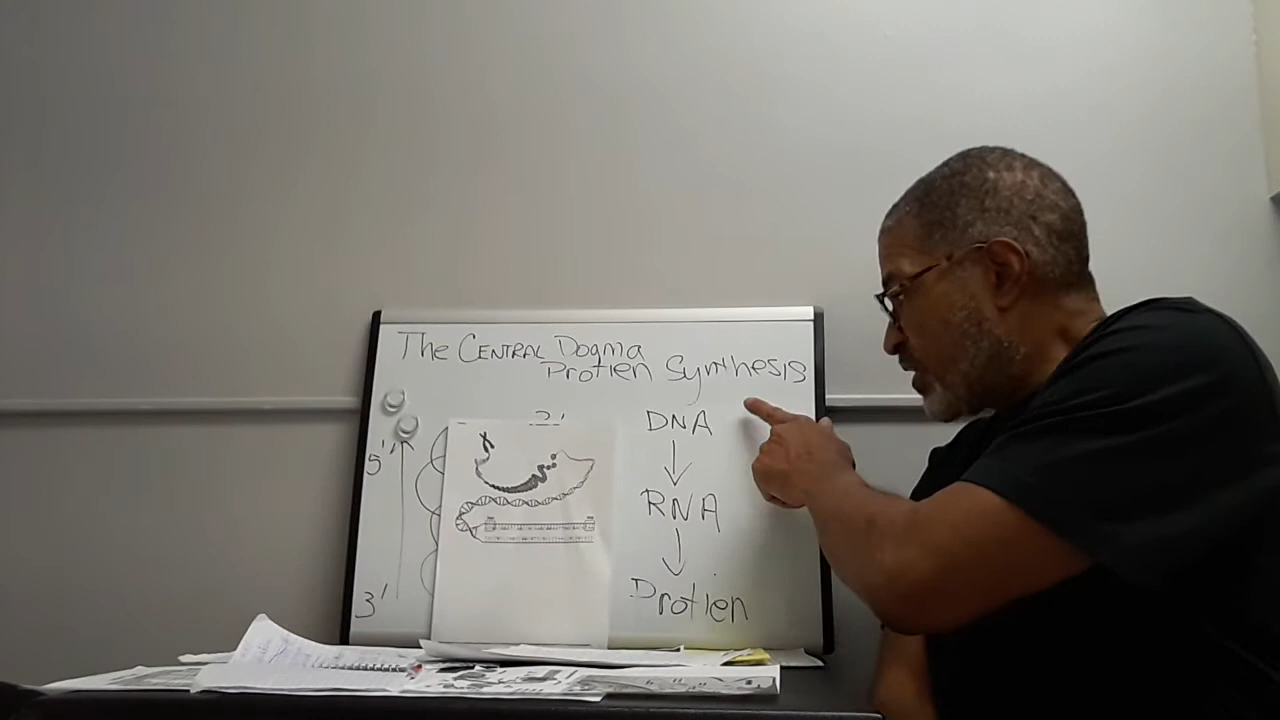 The CENTRAL Dogma
Protien Synthesis
3'
DNA
5'
RNA
Protien
3'